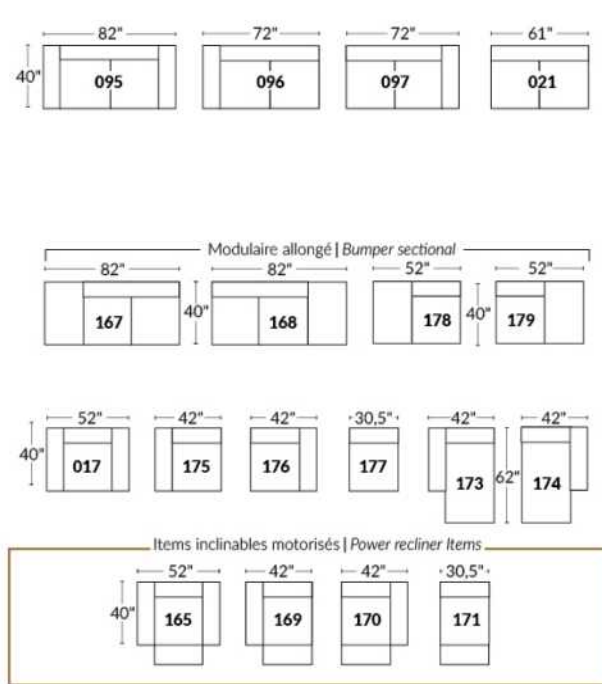 82" 72" 72" 61"
40" 095 096 097 021
Modulaire allongé | Bumper sectional
82" 82" 52" 52"
167 40" 168 178 40" 179
52" 42" 42" 30,5" 42" 42"
40" 017 175 176 177 173 62" 174
Items inclinables motorisés | Power recliner Items
52" 42" 42" 30,5"
40" 165 169 170 171